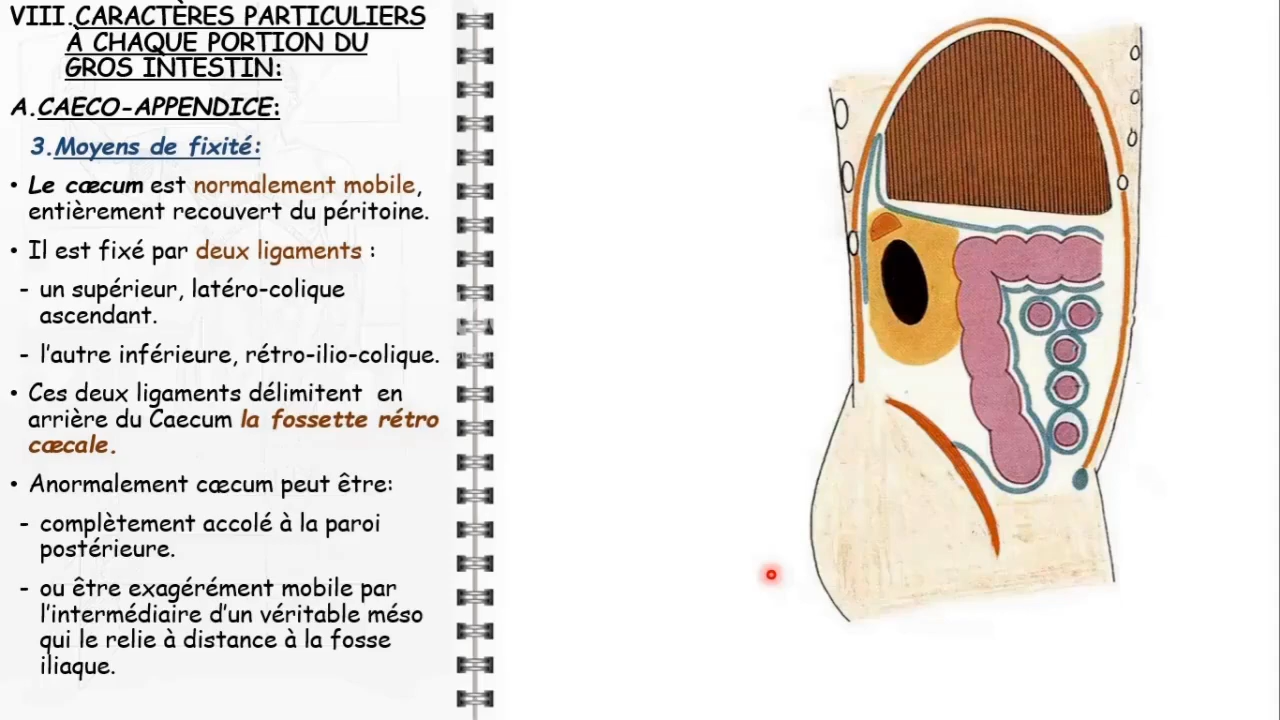 VIII.CARACTÈRES PARTICULIERS
À CHAQUE PORTION DU
GROS INTESTIN:
A.CAECO-APPENDICE:
3.Moyens de fixité:
• Le cæcum est normalement mobile,
entièrement recouvert du péritoine.
• Il est fixé par deux ligaments :
- un supérieur, latéro-colique
ascendant.
- l'autre inférieure, rétro-ilio-colique.
• Ces deux ligaments délimitent en
arrière du Caecum la fossette rétro
cæcale.
• Anormalement cæcum peut être:
- complètement accolé à la paroi
postérieure.
- ou être exagérément mobile par
l'intermédiaire d'un véritable méso
qui le relie à distance à la fosse
iliaque.